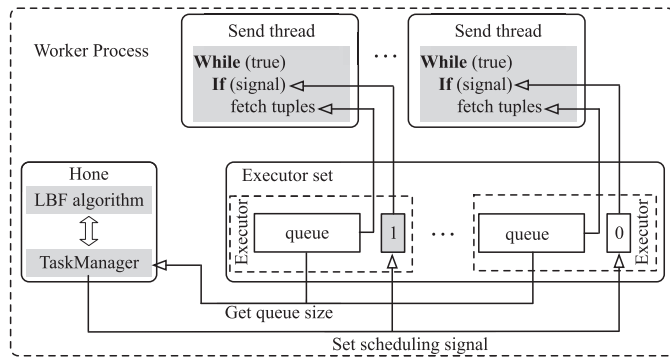 Worker Process
Send thread
While (true)
If (signal)
fetch tuples
...
Send thread
While (true)
If (signal)
fetch tuples
Hone
LBF algorithm
TaskManager
Executor set
Executor
queue
1
...
queue
0
Executor
Get queue size
Set scheduling signal